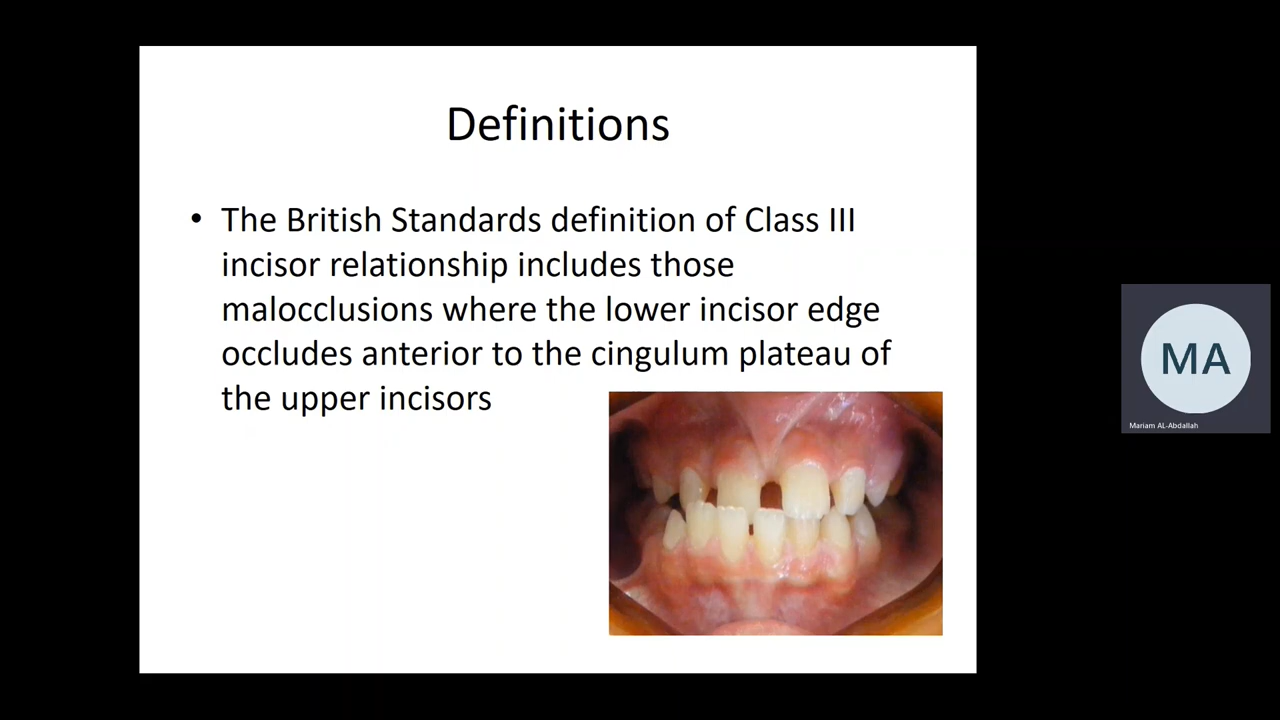 Definitions
• The British Standards definition of Class III
incisor relationship includes those
malocclusions where the lower incisor edge
occludes anterior to the cingulum plateau of
the upper incisors
MA
Mariam AL-Abdallah